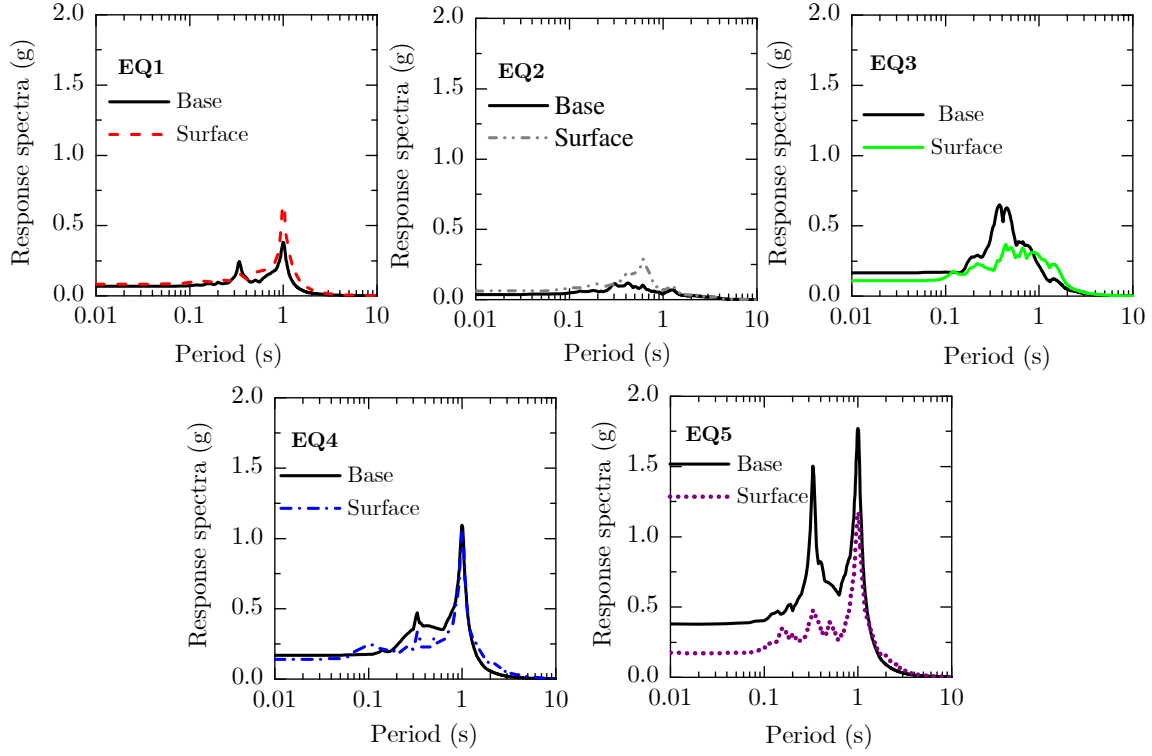 2.0
1.5
1.0
0.5
0.0
Response spectra (g)
EQ1
Base
Surface
0.01 0.1 1 10
Period (s)
2.0
1.5
1.0
0.5
0.0
Response spectra (g)
EQ2
Base
Surface
0.01 0.1 1 10
Period (s)
2.0
1.5
1.0
0.5
0.0
Response spectra (g)
EQ3
Base
Surface
0.01 0.1 1 10
Period (s)
2.0
1.5
1.0
0.5
0.0
Response spectra (g)
EQ4
Base
Surface
0.01 0.1 1 10
Period (s)
2.0
1.5
1.0
0.5
0.0
Response spectra (g)
EQ5
Base
Surface
0.01 0.1 1 10
Period (s)